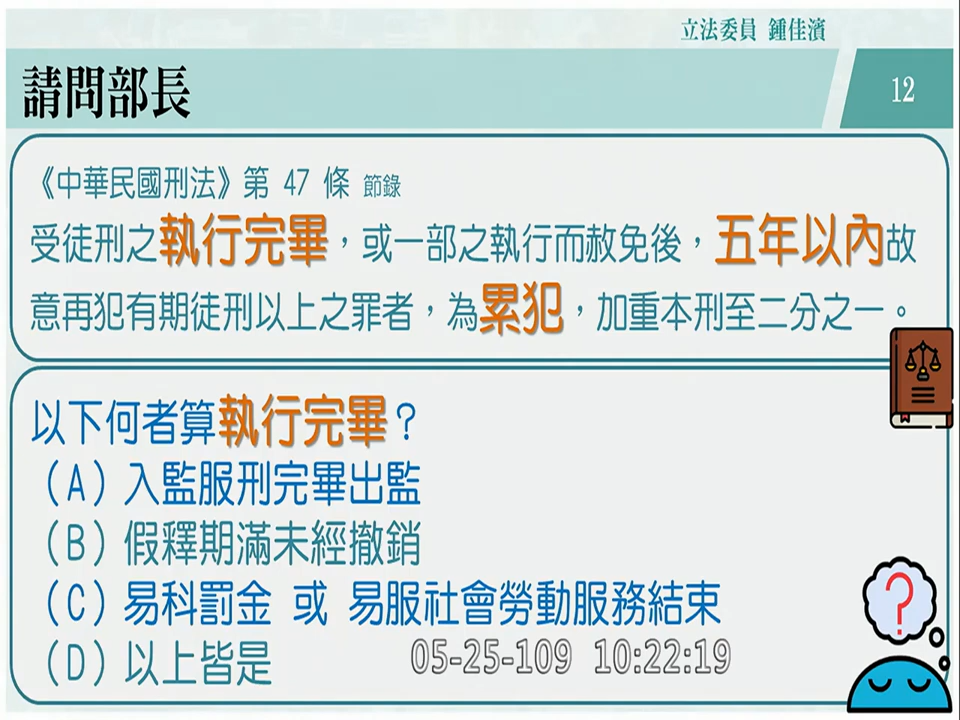 立法委員 鍾佳濱
請問部長
12
《中華民國刑法》第 47 條 節錄
受徒刑之執行完畢，或一部之執行而赦免後，五年以內故
意再犯有期徒刑以上之罪者，為累犯，加重本刑至二分之一。
以下何者算執行完畢？
（A）入監服刑完畢出監
（B）假釋期滿未經撤銷
（C）易科罰金 或 易服社會勞動服務結束
（D）以上皆是
05-25-109 10:22:19
?